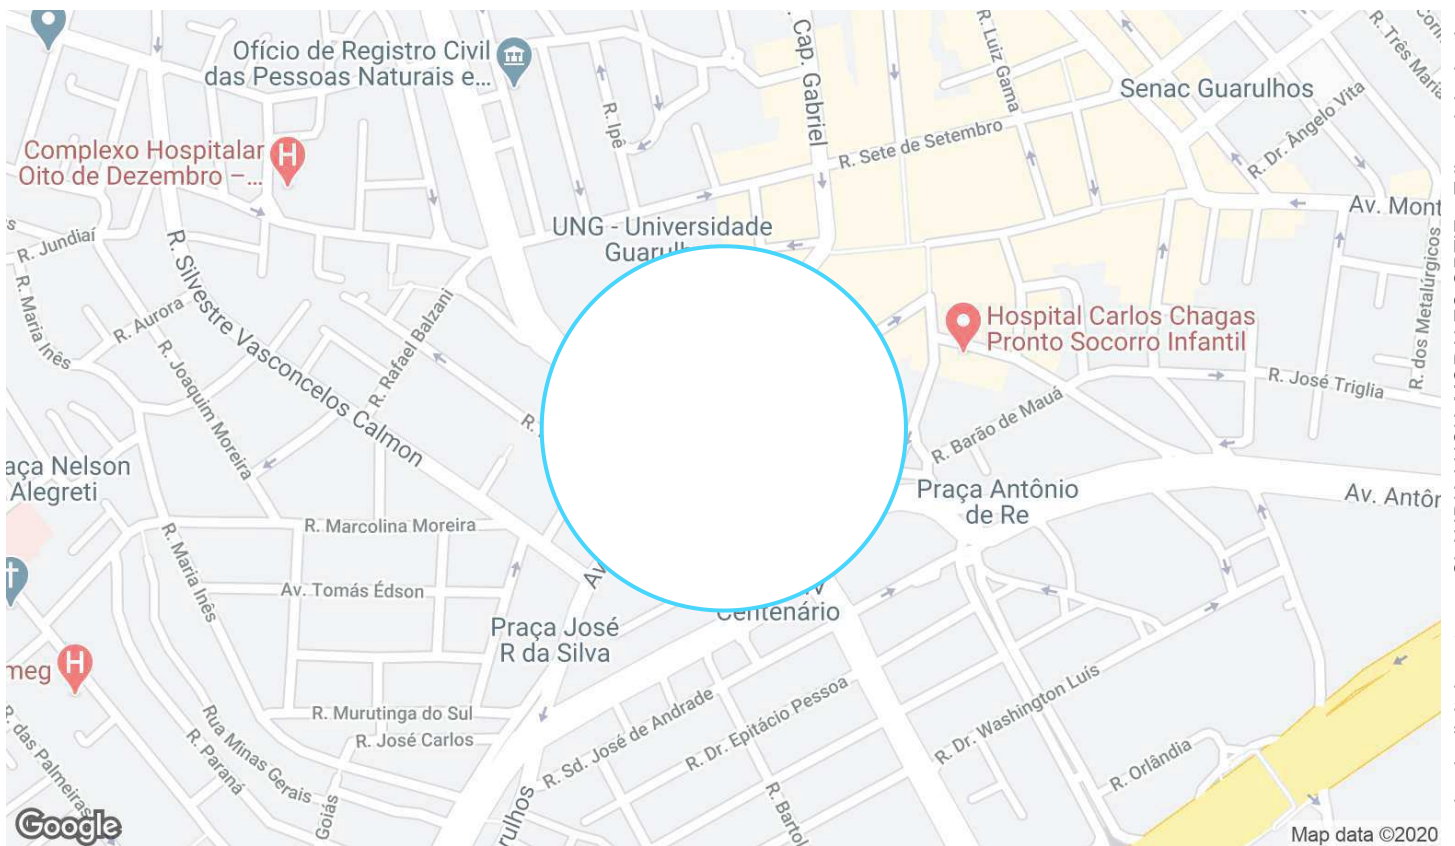 Ofício de Registro Civil
das Pessoas Naturais e...
Cap. Gabriel
R. Luiz Gama
R. Ipê
Senac Guarulhos
R. Três Maria
R. Dr. Ângelo Vita
R. Sete de Setembro
Complexo Hospitalar
Oito de Dezembro –...
H
Av. Mont
UNG - Universidade
R. Jundiaí
R. Silvestre Vasconcelos Calmon
R. Maria Inês
R. Aurora
R. Joaquim Moreira
R. Rafael Balzani
Hospital Carlos Chagas
Pronto Socorro Infantil
R. dos Metalúrgicos
R. José Triglia
R. Barão de Mauá
aça Nelson
Alegreti
Praça Antônio
de Re
Av. Antôr
R. Marcolina Moreira
R. Maria Inês
Av. Tomás Édson
Av
Centenário
Praça José
R da Silva
meg
H
R. Murutinga do Sul
R. José Carlos
Rua Minas Gerais
R. Paraná
R. das Palmeiras
Goiás
R. Sd. José de Andrade
R. Dr. Epitácio Pessoa
R. Dr. Washington Luís
R. Orlândia
R. Bartol
rulhos
Google
Map data ©2020